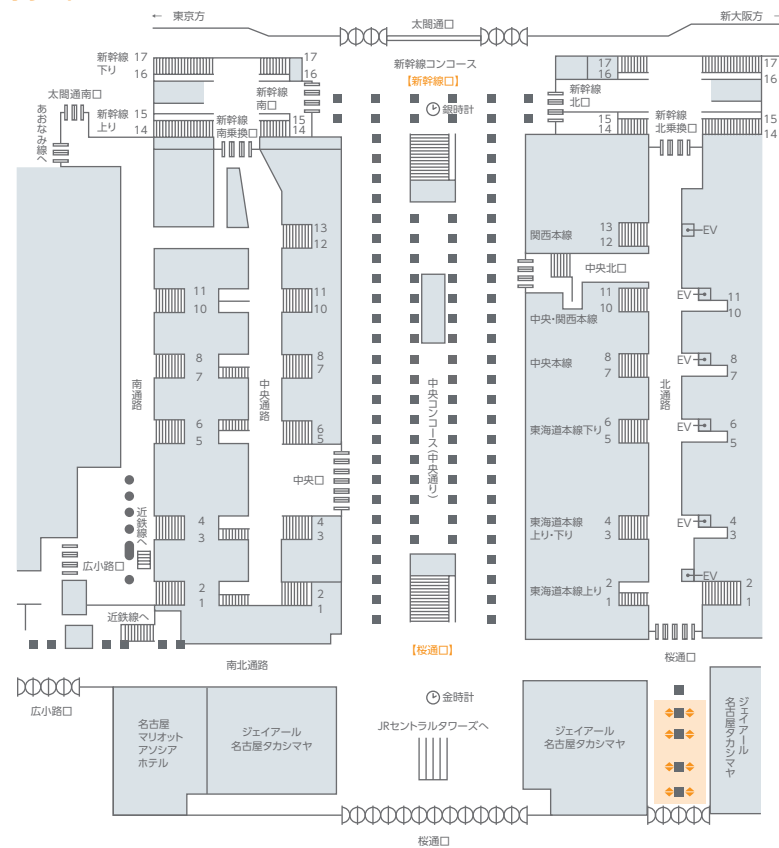 ← 東京方
太閤通口
新大阪方 →
新幹線 17
下り
16
17
16
新幹線コンコース
【新幹線口】
17
16
17
16
太閤通南口
新幹線
南口
新幹線
北口
あおなみ線へ
新幹線 15
上り
14
15
14
新幹線
南乗換口
銀時計
15
14
新幹線
北乗換口
15
14
13
12
関西本線
13
12
EV
中央北口
11
10
11
10
中央・関西本線
11
10
EV
11
10
8
7
8
7
中央本線
8
7
EV
8
7
南通路
中央通路
中央コンコース(中央通り)
北通路
6
5
6
5
東海道本線下り
6
5
EV
6
5
中央口
近鉄線へ
4
3
4
3
東海道本線
上り・下り
4
3
EV
4
3
広小路口
2
1
2
1
東海道本線上り
2
1
EV
2
1
近鉄線へ
【桜通口】
桜通口
南北通路
広小路口
金時計
名古屋
マリオット
アソシア
ホテル
ジェイアール
名古屋タカシマヤ
JRセントラルタワーズへ
ジェイアール
名古屋タカシマヤ
ジェイアール
名古屋タカシマヤ
桜通口